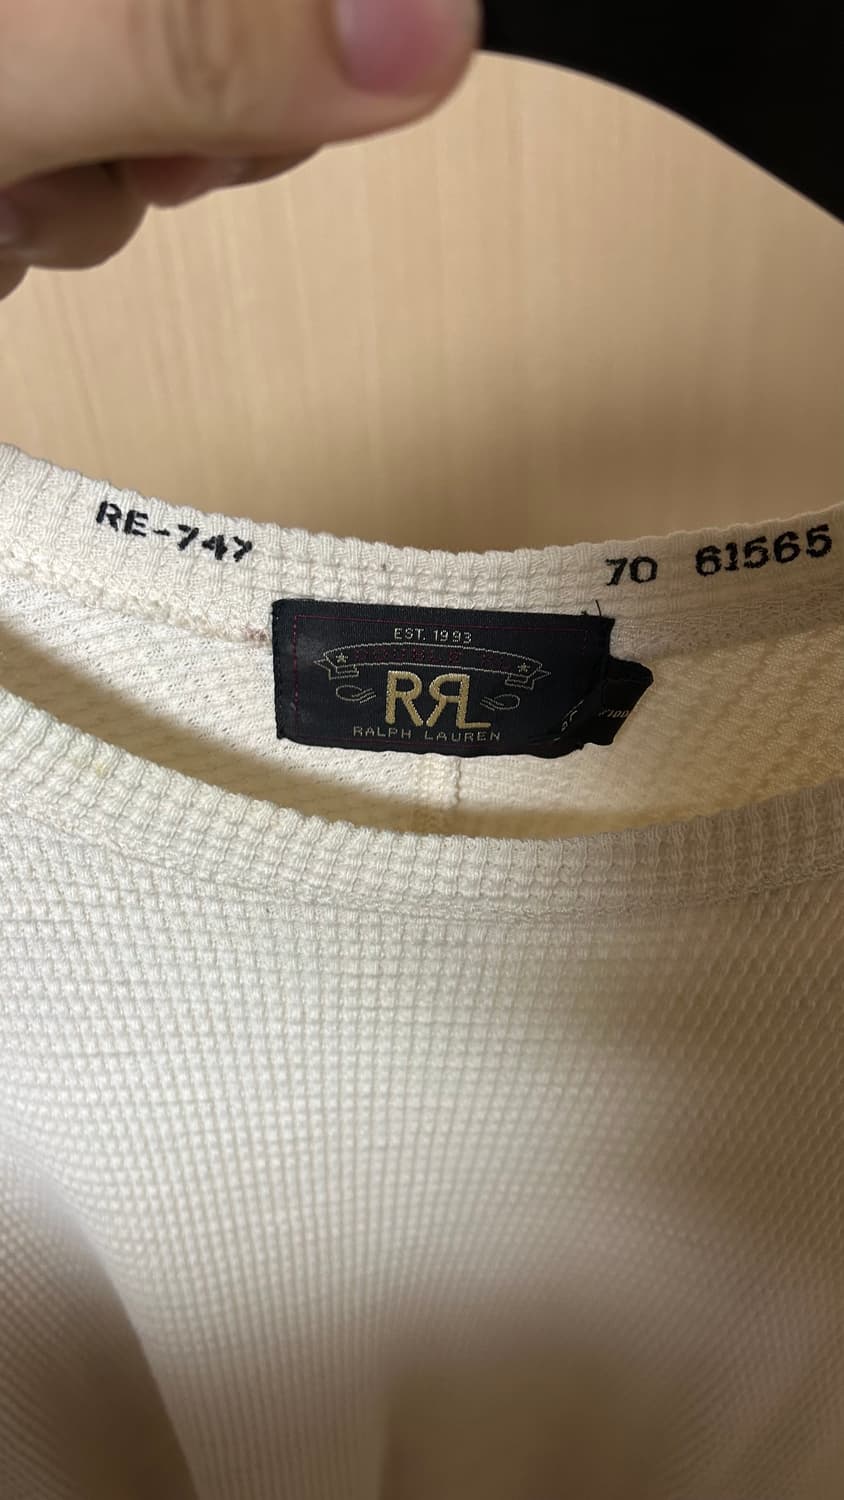 RE-747
70 61565
EST. 1993
RRL
RALPH LAUREN